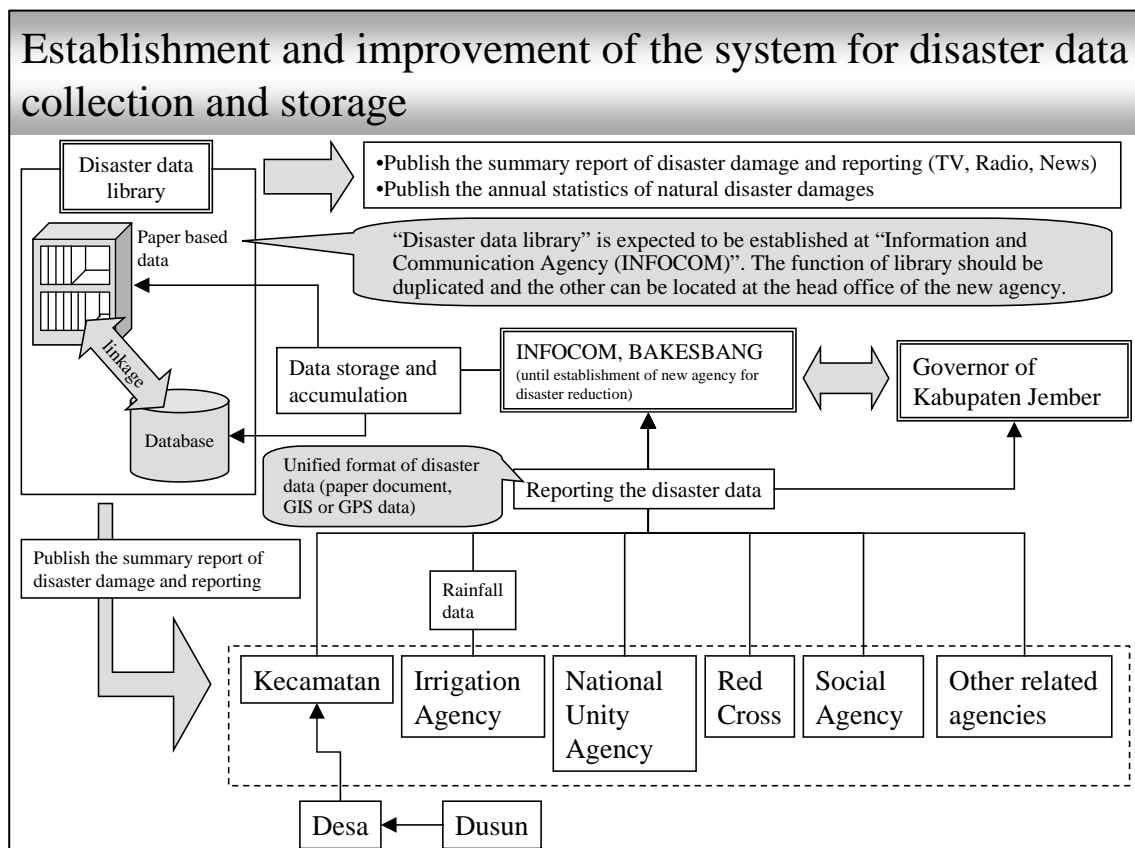 Establishment and improvement of the system for disaster data
collection and storage
Disaster data
library
•Publish the summary report of disaster damage and reporting (TV, Radio, News)
•Publish the annual statistics of natural disaster damages
Paper based
data
“Disaster data library” is expected to be established at “Information and
Communication Agency (INFOCOM)”. The function of library should be
duplicated and the other can be located at the head office of the new agency.
linkage
Database
Data storage and
accumulation
INFOCOM, BAKESBANG
(until establishment of new agency for
disaster reduction)
Governor of
Kabupaten Jember
Unified format of disaster
data (paper document,
GIS or GPS data)
Reporting the disaster data
Publish the summary report of
disaster damage and reporting
Rainfall
data
Kecamatan
Irrigation
Agency
National
Unity
Agency
Red
Cross
Social
Agency
Other related
agencies
Desa
Dusun